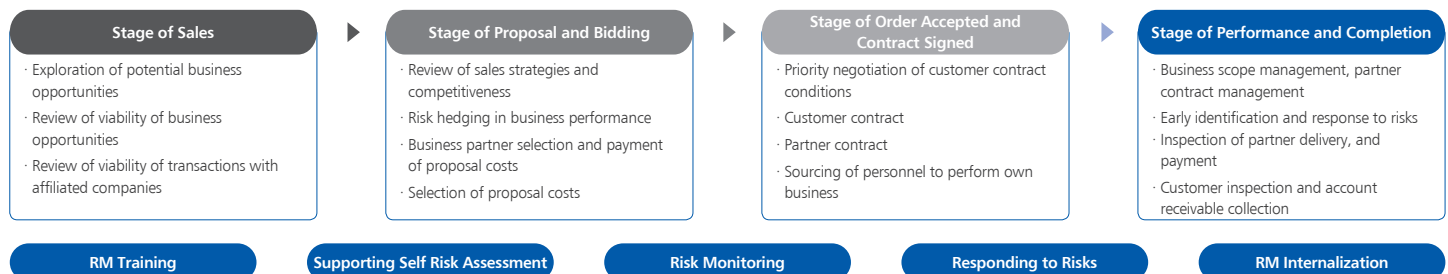 Stage of Sales
· Exploration of potential business
opportunities
· Review of viability of business
opportunities
· Review of viability of transactions with
affiliated companies
Stage of Proposal and Bidding
· Review of sales strategies and
competitiveness
· Risk hedging in business performance
· Business partner selection and payment
of proposal costs
· Selection of proposal costs
Stage of Order Accepted and
Contract Signed
· Priority negotiation of customer contract
conditions
· Customer contract
· Partner contract
· Sourcing of personnel to perform own
business
Stage of Performance and Completion
· Business scope management, partner
contract management
· Early identification and response to risks
· Inspection of partner delivery, and
payment
· Customer inspection and account
receivable collection
RM Training
Supporting Self Risk Assessment
Risk Monitoring
Responding to Risks
RM Internalization